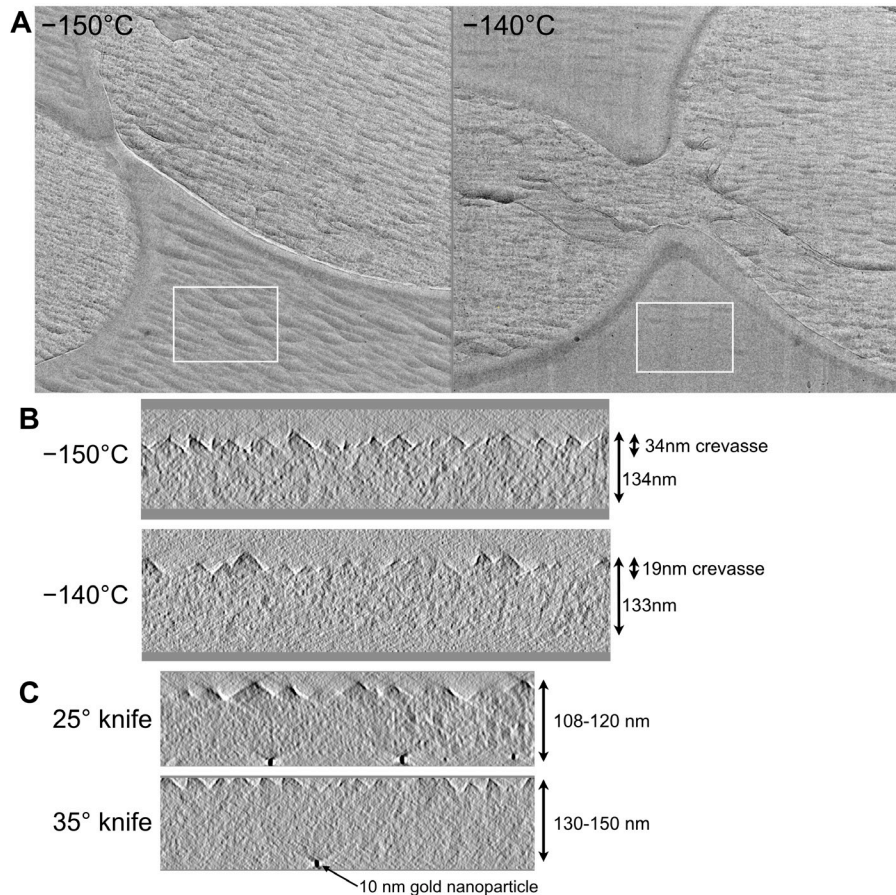 A
−150°C
−140°C
B
−150°C
34nm crevasse
134nm
−140°C
19nm crevasse
133nm
C
25° knife
108-120 nm
35° knife
130-150 nm
10 nm gold nanoparticle